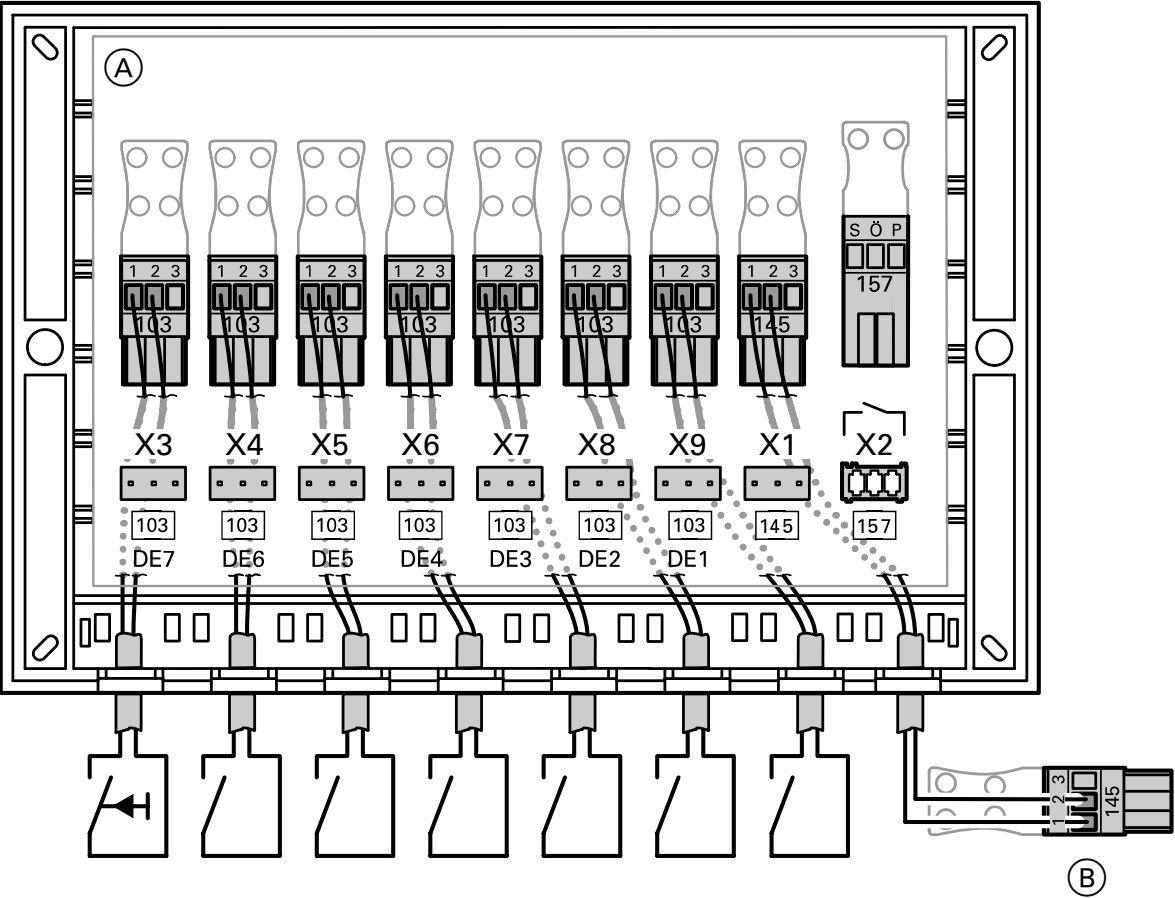 A
S Ö P
1 2 3 1 2 3 1 2 3 1 2 3 1 2 3 1 2 3 1 2 3 1 2 3
157
103 103 103 103 103 103 103 145
X3 X4 X5 X6 X7 X8 X9 X1 X2
103 103 103 103 103 103 103 145 157
DE7 DE6 DE5 DE4 DE3 DE2 DE1
1 2 3
145
B